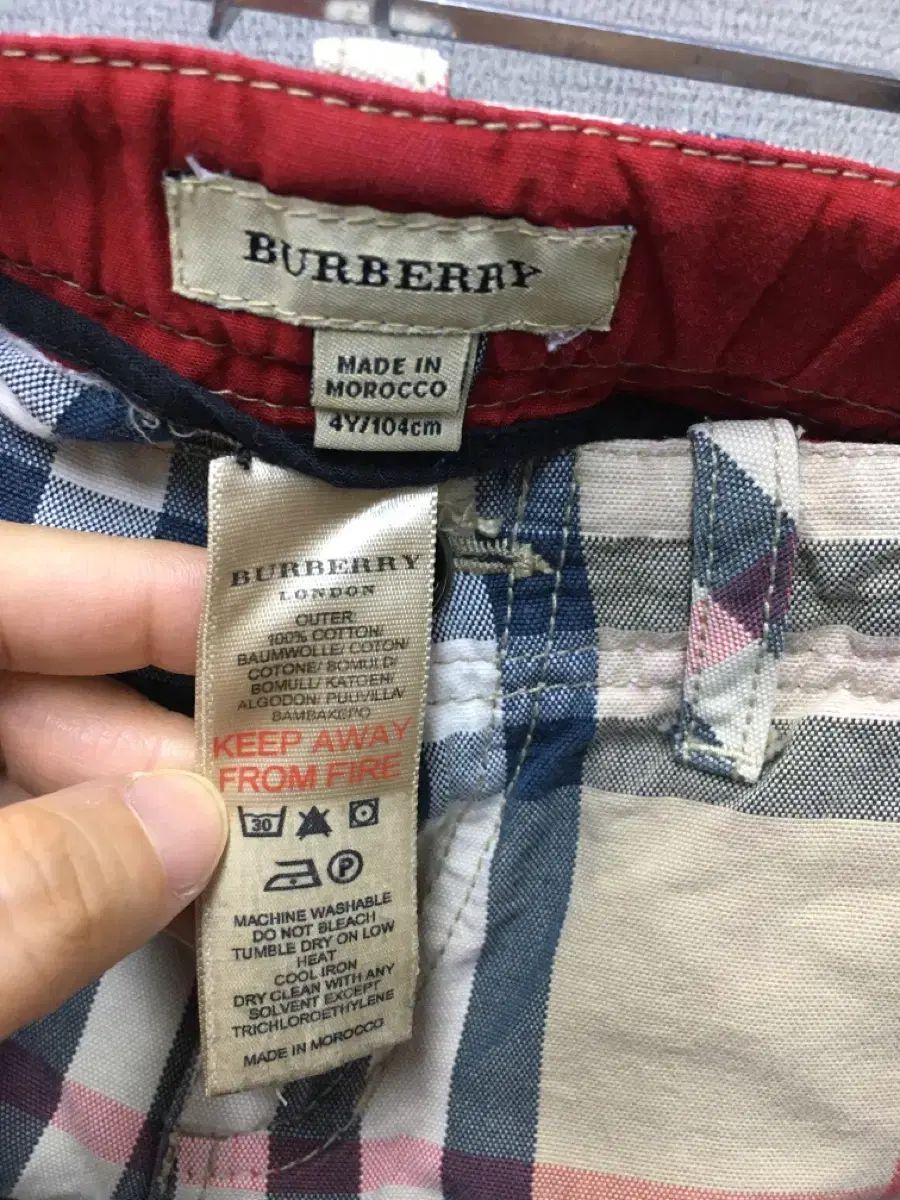 BURBERRY
MADE IN
MOROCCO
4Y/104cm
BURBERRY
LONDON
OUTER
100% COTTON/
BAUMWOLLE/ COTON/
COTONE/ BOMULD/
BOMULL/ KATOEN/
ALGODON/ PUUVILLA/
BAMBAKEPO
KEEP AWAY
FROM FIRE
30
P
MACHINE WASHABLE
DO NOT BLEACH
TUMBLE DRY ON LOW
HEAT
COOL IRON
DRY CLEAN WITH ANY
SOLVENT EXCEPT
TRICHLOROETHYLENE
MADE IN MOROCCO